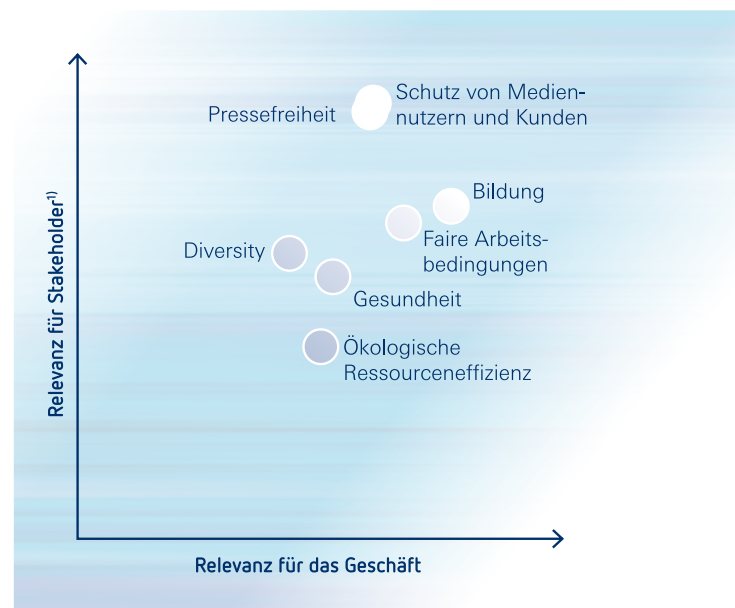 Schutz von Medien-
nutzern und Kunden
Pressefreiheit
Bildung
Faire Arbeits-
bedingungen
Diversity
Gesundheit
Ökologische
Ressourceneffizienz
Relevanz für Stakeholder¹⁾
Relevanz für das Geschäft